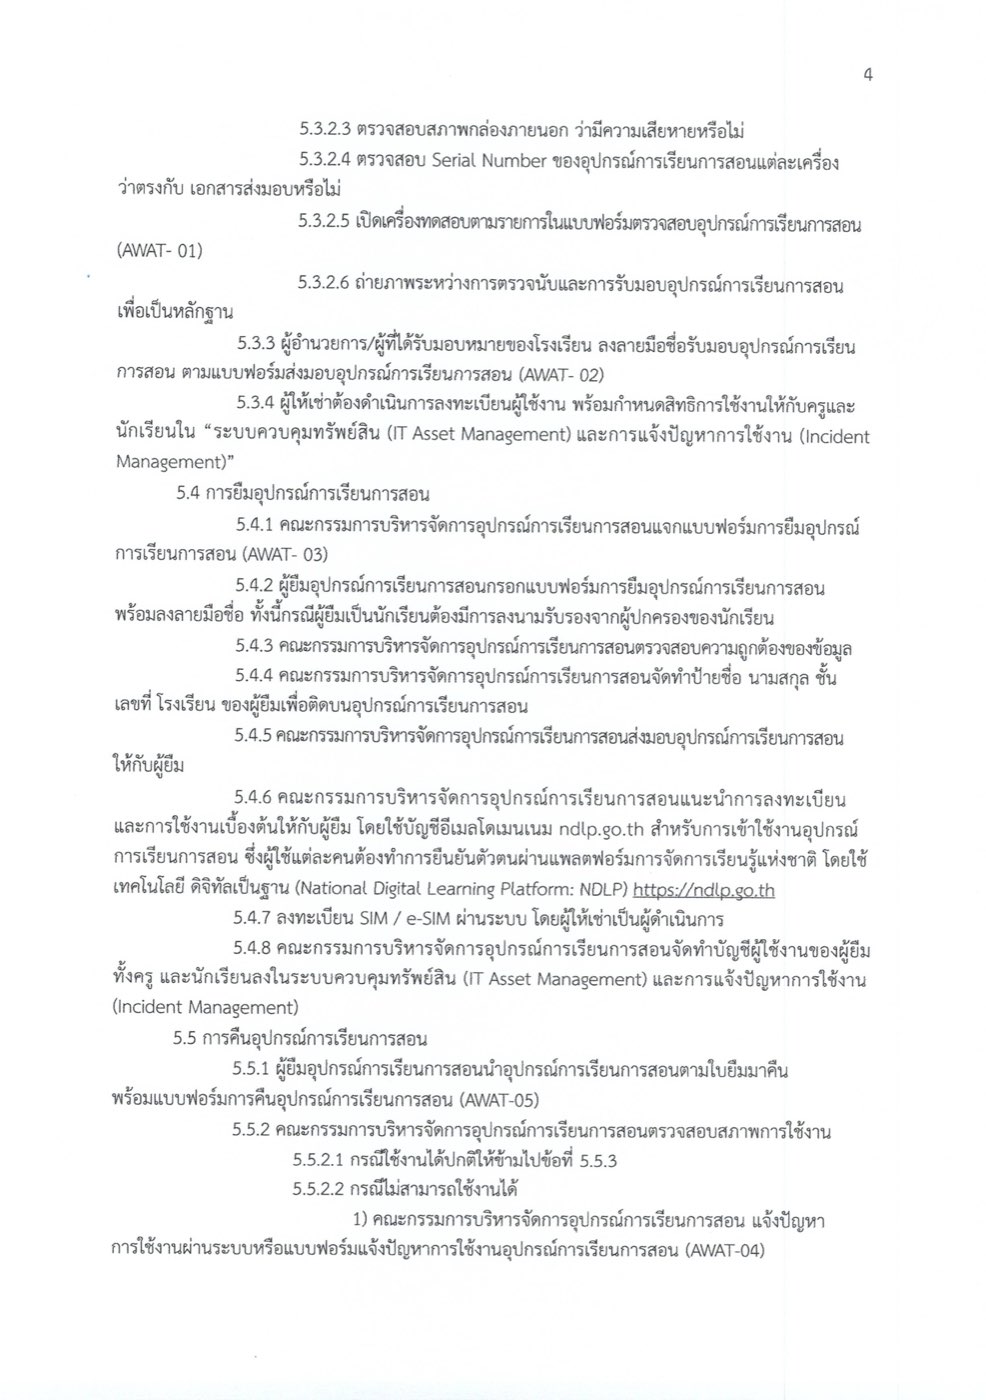 4
5.3.2.3 ตรวจสอบสภาพกล่องภายนอก ว่ามีความเสียหายหรือไม่
5.3.2.4 ตรวจสอบ Serial Number ของอุปกรณ์การเรียนการสอนแต่ละเครื่อง
ว่าตรงกับ เอกสารส่งมอบหรือไม่
5.3.2.5 เปิดเครื่องทดสอบตามรายการในแบบฟอร์มตรวจสอบอุปกรณ์การเรียนการสอน
(AWAT- 01)
5.3.2.6 ถ่ายภาพระหว่างการตรวจนับและการรับมอบอุปกรณ์การเรียนการสอน
เพื่อเป็นหลักฐาน
5.3.3 ผู้อำนวยการ/ผู้ที่ได้รับมอบหมายของโรงเรียน ลงลายมือชื่อรับมอบอุปกรณ์การเรียน
การสอน ตามแบบฟอร์มส่งมอบอุปกรณ์การเรียนการสอน (AWAT- 02)
5.3.4 ผู้ให้เช่าต้องดำเนินการลงทะเบียนผู้ใช้งาน พร้อมกำหนดสิทธิการใช้งานให้กับครูและ
นักเรียนใน “ระบบควบคุมทรัพย์สิน (IT Asset Management) และการแจ้งปัญหาการใช้งาน (Incident
Management)”
5.4 การยืมอุปกรณ์การเรียนการสอน
5.4.1 คณะกรรมการบริหารจัดการอุปกรณ์การเรียนการสอนแจกแบบฟอร์มการยืมอุปกรณ์
การเรียนการสอน (AWAT- 03)
5.4.2 ผู้ยืมอุปกรณ์การเรียนการสอนกรอกแบบฟอร์มการยืมอุปกรณ์การเรียนการสอน
พร้อมลงลายมือชื่อ ทั้งนี้กรณีผู้ยืมเป็นนักเรียนต้องมีการลงนามรับรองจากผู้ปกครองของนักเรียน
5.4.3 คณะกรรมการบริหารจัดการอุปกรณ์การเรียนการสอนตรวจสอบความถูกต้องของข้อมูล
5.4.4 คณะกรรมการบริหารจัดการอุปกรณ์การเรียนการสอนจัดทำป้ายชื่อ นามสกุล ชั้น
เลขที่ โรงเรียน ของผู้ยืมเพื่อติดบนอุปกรณ์การเรียนการสอน
5.4.5 คณะกรรมการบริหารจัดการอุปกรณ์การเรียนการสอนส่งมอบอุปกรณ์การเรียนการสอน
ให้กับผู้ยืม
5.4.6 คณะกรรมการบริหารจัดการอุปกรณ์การเรียนการสอนแนะนำการลงทะเบียน
และการใช้งานเบื้องต้นให้กับผู้ยืม โดยใช้บัญชีอีเมลโดเมนเนม ndlp.go.th สำหรับการเข้าใช้งานอุปกรณ์
การเรียนการสอน ซึ่งผู้ใช้แต่ละคนต้องทำการยืนยันตัวตนผ่านแพลตฟอร์มการจัดการเรียนรู้แห่งชาติ โดยใช้
เทคโนโลยี ดิจิทัลเป็นฐาน (National Digital Learning Platform: NDLP) https://ndlp.go.th
5.4.7 ลงทะเบียน SIM / e-SIM ผ่านระบบ โดยผู้ให้เช่าเป็นผู้ดำเนินการ
5.4.8 คณะกรรมการบริหารจัดการอุปกรณ์การเรียนการสอนจัดทำบัญชีผู้ใช้งานของผู้ยืม
ทั้งครู และนักเรียนลงในระบบควบคุมทรัพย์สิน (IT Asset Management) และการแจ้งปัญหาการใช้งาน
(Incident Management)
5.5 การคืนอุปกรณ์การเรียนการสอน
5.5.1 ผู้ยืมอุปกรณ์การเรียนการสอนนำอุปกรณ์การเรียนการสอนตามใบยืมมาคืน
พร้อมแบบฟอร์มการคืนอุปกรณ์การเรียนการสอน (AWAT-05)
5.5.2 คณะกรรมการบริหารจัดการอุปกรณ์การเรียนการสอนตรวจสอบสภาพการใช้งาน
5.5.2.1 กรณีใช้งานได้ปกติให้ข้ามไปข้อที่ 5.5.3
5.5.2.2 กรณีไม่สามารถใช้งานได้
1) คณะกรรมการบริหารจัดการอุปกรณ์การเรียนการสอน แจ้งปัญหา
การใช้งานผ่านระบบหรือแบบฟอร์มแจ้งปัญหาการใช้งานอุปกรณ์การเรียนการสอน (AWAT-04)